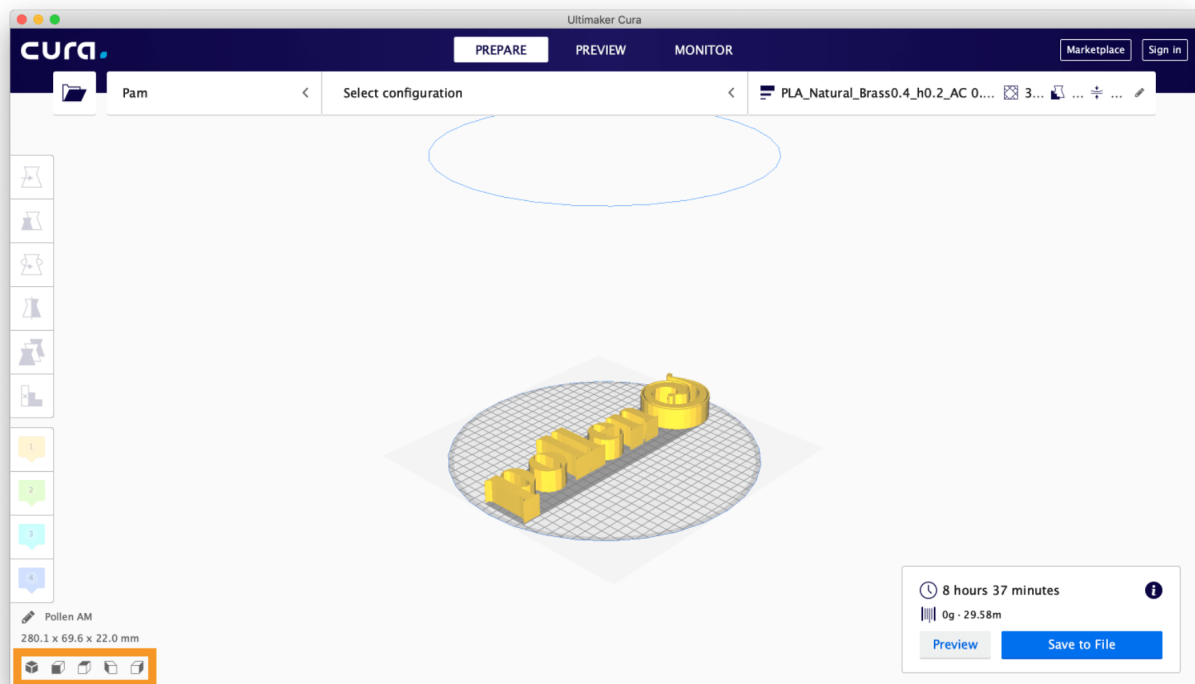 Ultimaker Cura
cura.
PREPARE PREVIEW MONITOR
Marketplace Sign in
Pam
Select configuration
PLA_Natural_Brass0.4_h0.2_AC 0.... 3... ... ...
pollen
1
2
3
4
Pollen AM
280.1 x 69.6 x 22.0 mm
8 hours 37 minutes
0g · 29.58m
Preview Save to File